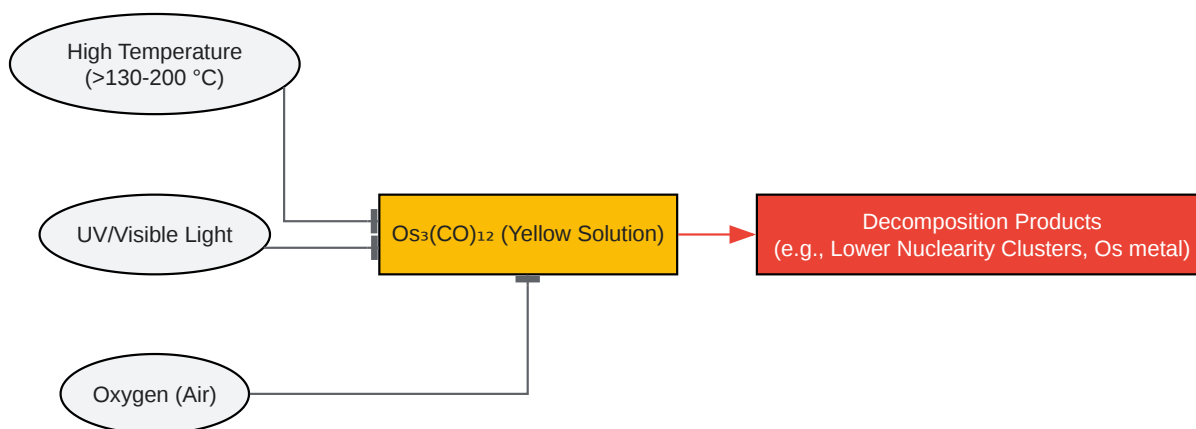 High Temperature
(>130-200 °C)
UV/Visible Light
Os₃(CO)₁₂ (Yellow Solution)
Decomposition Products
(e.g., Lower Nuclearity Clusters, Os metal)
Oxygen (Air)